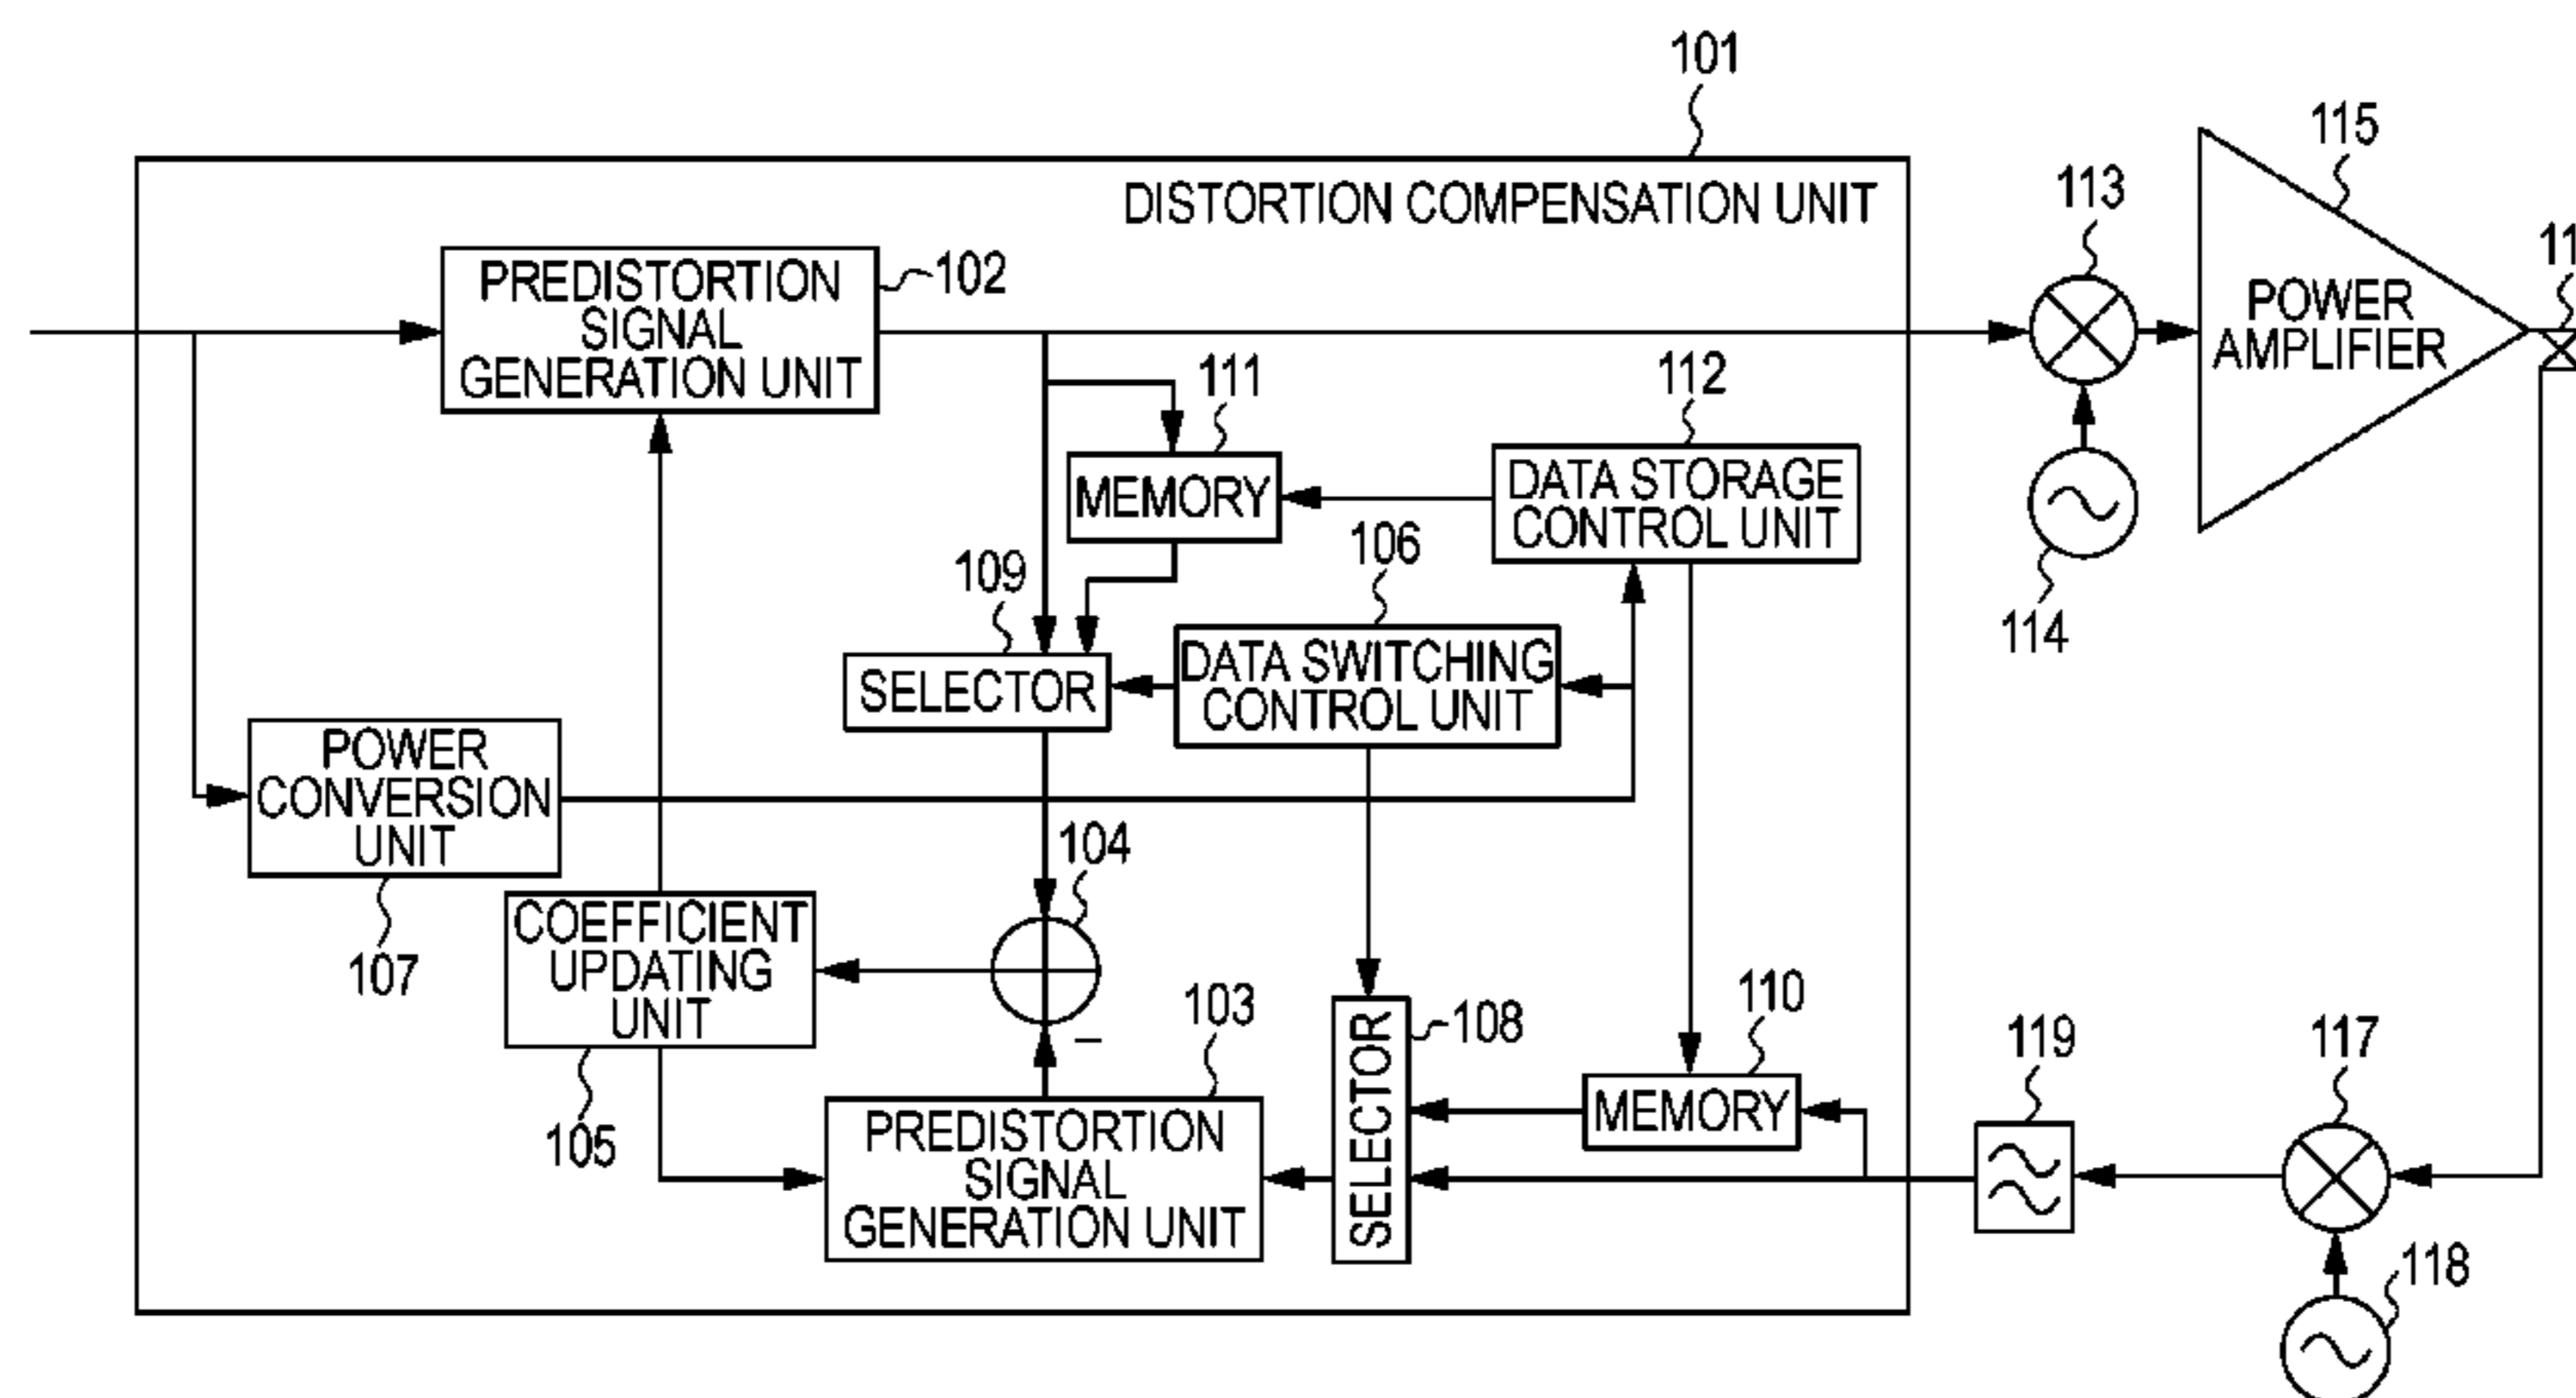 101
115
DISTORTION COMPENSATION UNIT
113
11
PREDISTORTION
SIGNAL
GENERATION UNIT
102
POWER
AMPLIFIER
111
112
MEMORY
DATA STORAGE
CONTROL UNIT
109
106
114
SELECTOR
DATA SWITCHING
CONTROL UNIT
POWER
CONVERSION
UNIT
104
107
COEFFICIENT
UPDATING
UNIT
103
–
108
110
119
117
SELECTOR
MEMORY
105
PREDISTORTION
SIGNAL
GENERATION UNIT
118